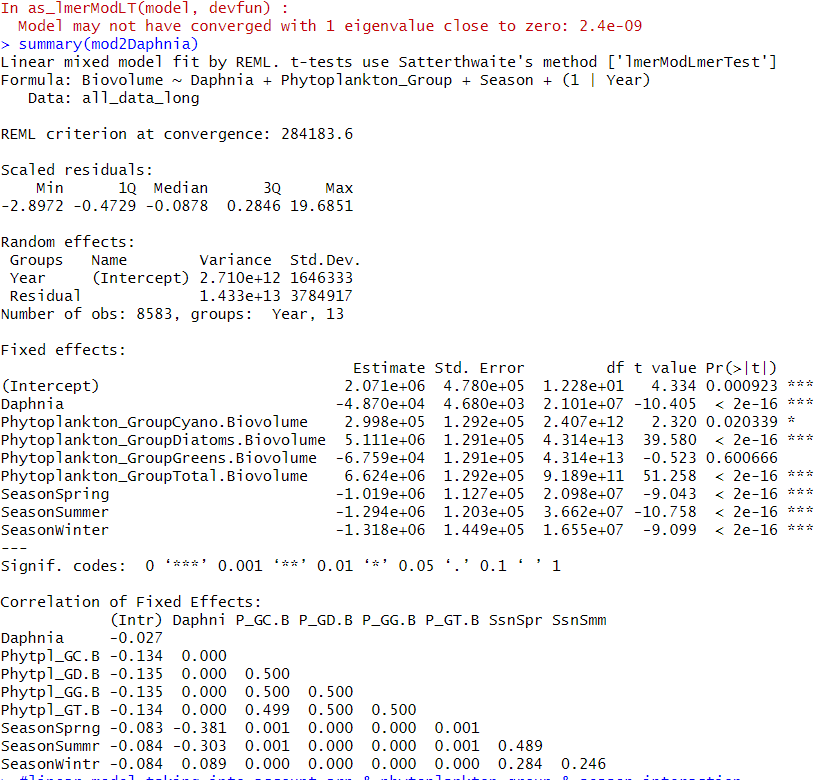 In as_lmerModLT(model, devfun) :
  Model may not have converged with 1 eigenvalue close to zero: 2.4e-09
> summary(mod2Daphnia)
Linear mixed model fit by REML. t-tests use Satterthwaite's method ['lmerModLmerTest']
Formula: Biovolume ~ Daphnia + Phytoplankton_Group + Season + (1 | Year)
   Data: all_data_long

REML criterion at convergence: 284183.6

Scaled residuals:
    Min      1Q  Median      3Q     Max
-2.8972 -0.4729 -0.0878  0.2846 19.6851

Random effects:
 Groups   Name        Variance  Std.Dev.
 Year     (Intercept) 2.710e+12 1646333
 Residual             1.433e+13 3784917
Number of obs: 8583, groups:  Year, 13

Fixed effects:
                                     Estimate Std. Error         df t value Pr(>|t|)
(Intercept)                         2.071e+06  4.780e+05  1.228e+01   4.334 0.000923 ***
Daphnia                            -4.870e+04  4.680e+03  2.101e+07 -10.405  < 2e-16 ***
Phytoplankton_GroupCyano.Biovolume  2.998e+05  1.292e+05  2.407e+12   2.320 0.020339 *
Phytoplankton_GroupDiatoms.Biovolume  5.111e+06  1.291e+05  4.314e+13  39.580  < 2e-16 ***
Phytoplankton_GroupGreens.Biovolume -6.759e+04  1.291e+05  4.314e+13  -0.523 0.600666
Phytoplankton_GroupTotal.Biovolume  6.624e+06  1.292e+05  9.189e+11  51.258  < 2e-16 ***
SeasonSpring                       -1.019e+06  1.127e+05  2.098e+07  -9.043  < 2e-16 ***
SeasonSummer                       -1.294e+06  1.203e+05  3.662e+07 -10.758  < 2e-16 ***
SeasonWinter                       -1.318e+06  1.449e+05  1.655e+07  -9.099  < 2e-16 ***
---
Signif. codes:  0 ‘***’ 0.001 ‘**’ 0.01 ‘*’ 0.05 ‘.’ 0.1 ‘ ’ 1

Correlation of Fixed Effects:
            (Intr) Daphni P_GC.B P_GD.B P_GG.B P_GT.B SsnSpr SsnSmm
Daphnia     -0.027
Phytpl_GC.B -0.134  0.000
Phytpl_GD.B -0.135  0.000  0.500
Phytpl_GG.B -0.135  0.000  0.500  0.500
Phytpl_GT.B -0.134  0.000  0.499  0.500  0.500
SeasonSprng -0.083 -0.381  0.001  0.000  0.000  0.001
SeasonSummr -0.084 -0.303  0.001  0.000  0.000  0.001  0.489
SeasonWintr -0.084  0.089  0.000  0.000  0.000  0.000  0.284  0.246